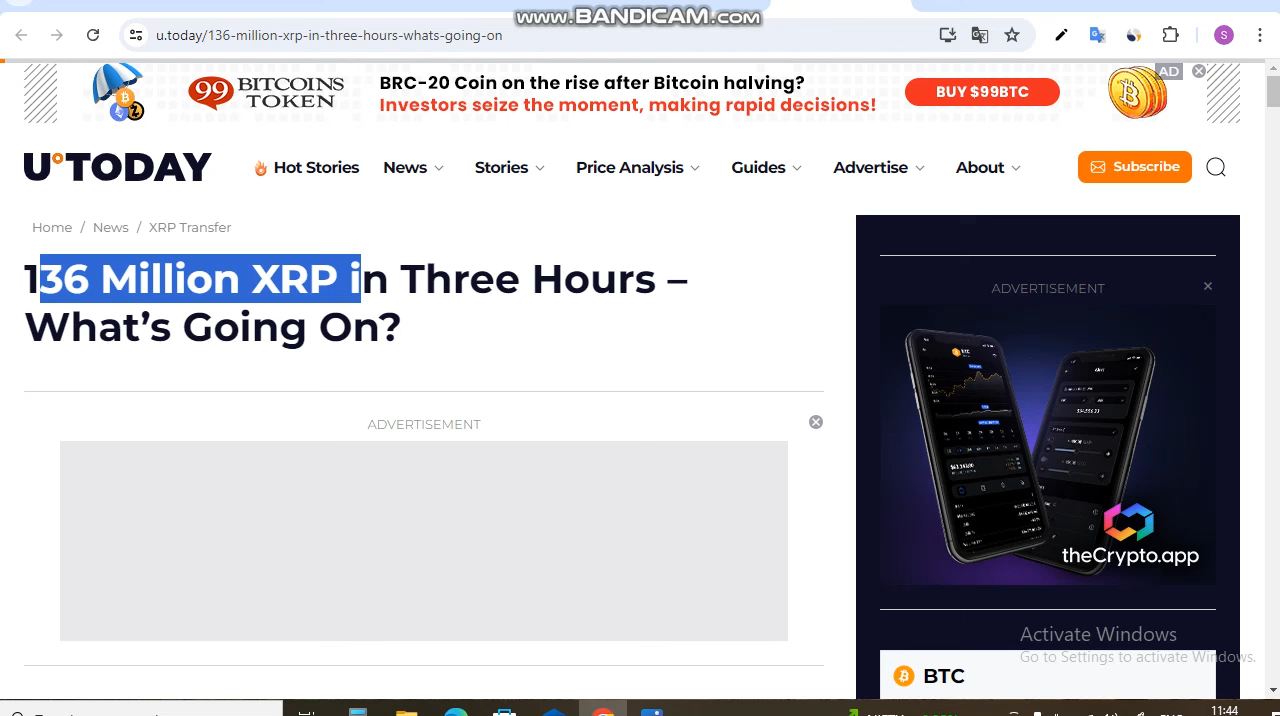 www.BANDICAM.com
u.today/136-million-xrp-in-three-hours-whats-going-on
S
99 BITCOINS TOKEN
BRC-20 Coin on the rise after Bitcoin halving?
Investors seize the moment, making rapid decisions!
BUY $99BTC
AD
U TODAY
Hot Stories News Stories Price Analysis Guides Advertise About Subscribe
Home / News / XRP Transfer
136 Million XRP in Three Hours –
What's Going On?
ADVERTISEMENT
ADVERTISEMENT
BTC
theCrypto.app
Activate Windows
Go to Settings to activate Windows.
BTC
11:44